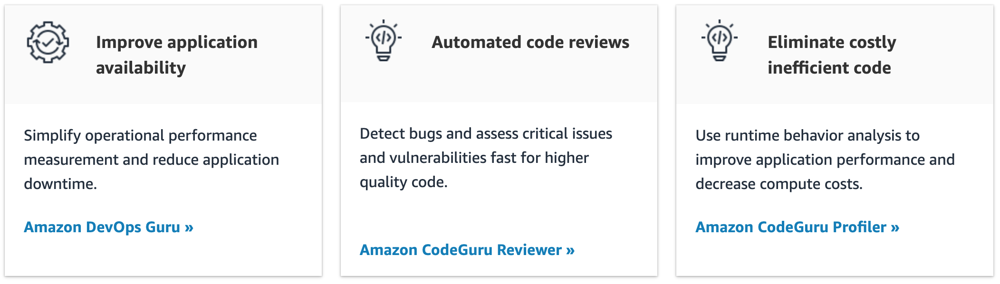 Improve application
availability
Simplify operational performance
measurement and reduce application
downtime.
Amazon DevOps Guru »
Automated code reviews
Detect bugs and assess critical issues
and vulnerabilities fast for higher
quality code.
Amazon CodeGuru Reviewer »
Eliminate costly
inefficient code
Use runtime behavior analysis to
improve application performance and
decrease compute costs.
Amazon CodeGuru Profiler »